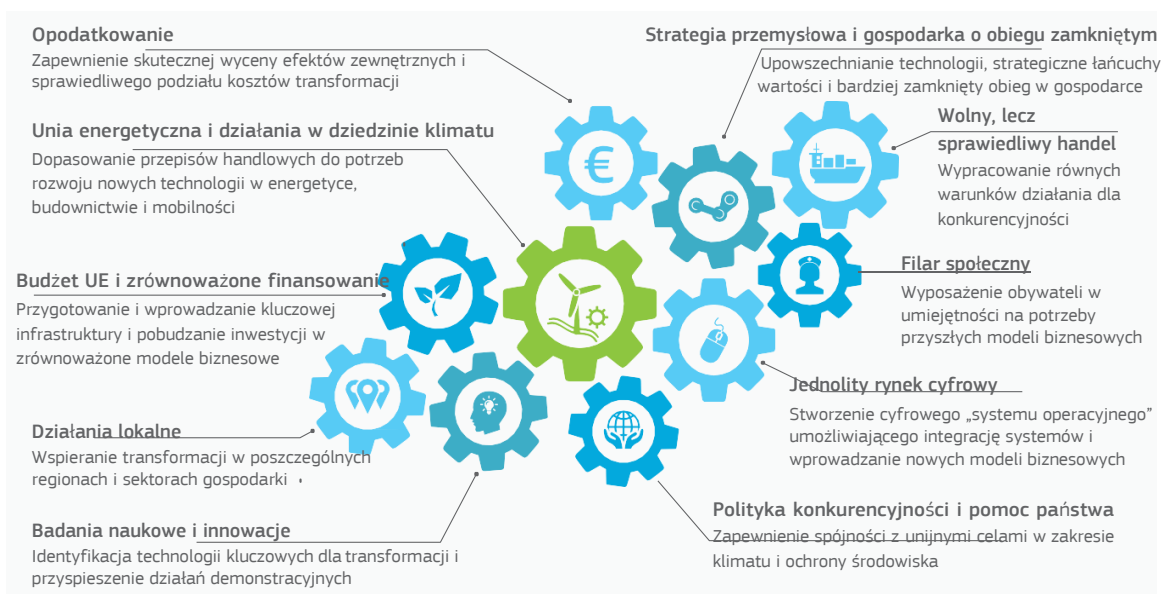 Opodatkowanie
Zapewnienie skutecznej wyceny efektów zewnętrznych i
sprawiedliwego podziału kosztów transformacji
Unia energetyczna i działania w dziedzinie klimatu
Dopasowanie przepisów handlowych do potrzeb
rozwoju nowych technologii w energetyce,
budownictwie i mobilności
Budżet UE i zrównoważone finansowanie
Przygotowanie i wprowadzanie kluczowej
infrastruktury i pobudzanie inwestycji w
zrównoważone modele biznesowe
Działania lokalne
Wspieranie transformacji w poszczególnych
regionach i sektorach gospodarki
Badania naukowe i innowacje
Identyfikacja technologii kluczowych dla transformacji i
przyspieszenie działań demonstracyjnych
Strategia przemysłowa i gospodarka o obiegu zamkniętym
Upowszechnianie technologii, strategiczne łańcuchy
wartości i bardziej zamknięty obieg w gospodarce
Wolny, lecz
sprawiedliwy handel
Wypracowanie równych
warunków działania dla
konkurencyjności
Filar społeczny
Wyposażenie obywateli w
umiejętności na potrzeby
przyszłych modeli biznesowych
Jednolity rynek cyfrowy
Stworzenie cyfrowego „systemu operacyjnego”
umożliwiającego integrację systemów i
wprowadzanie nowych modeli biznesowych
Polityka konkurencyjności i pomoc państwa
Zapewnienie spójności z unijnymi celami w zakresie
klimatu i ochrony środowiska
€